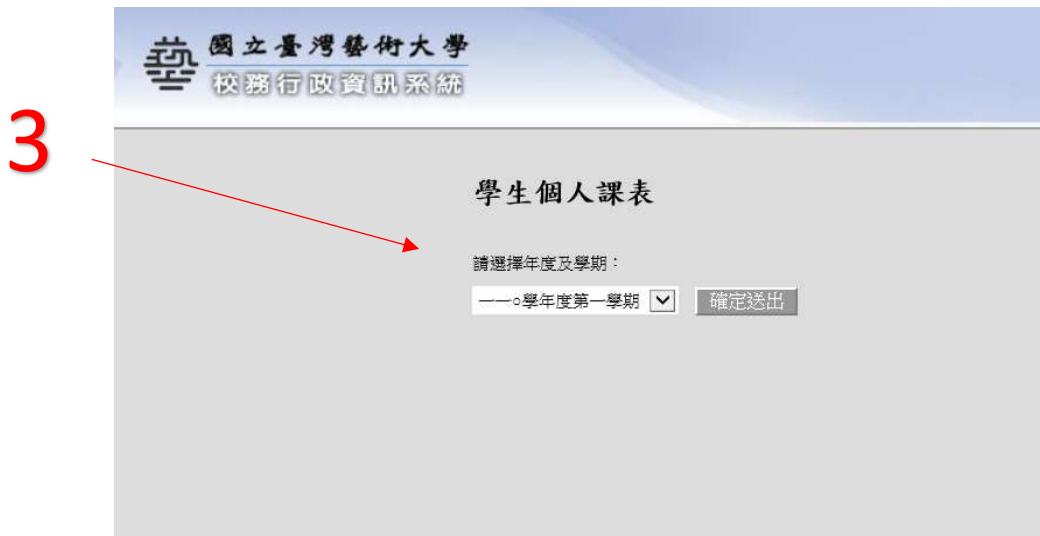 國立臺灣藝術大學
校務行政資訊系統
3
學生個人課表
請選擇年度及學期：
一一○學年度第一學期 確定送出